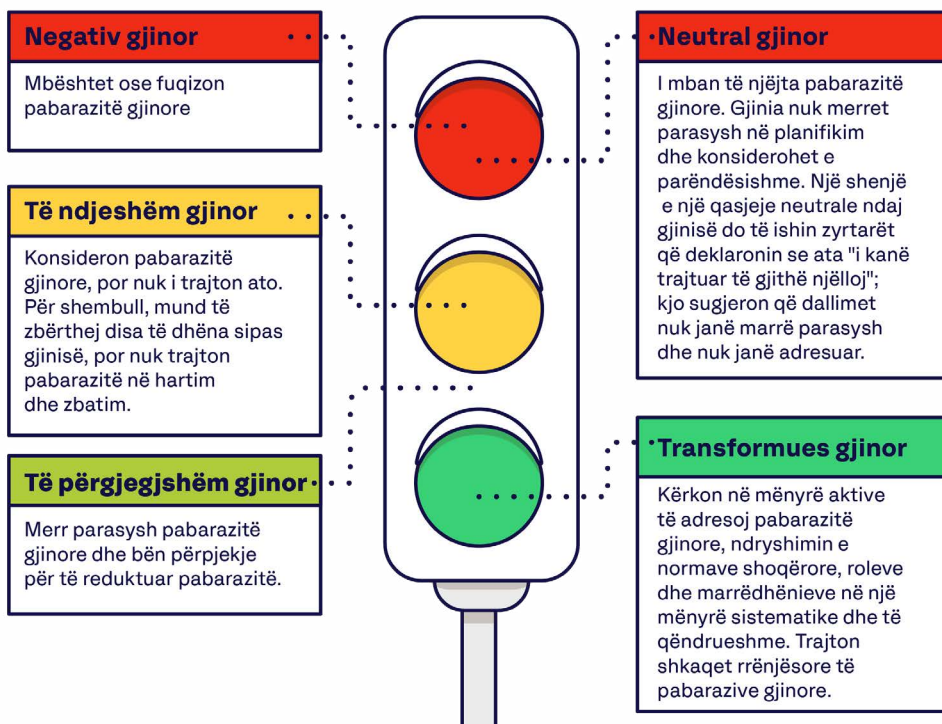 Negativ gjinor
Mbështet ose fuqizon
pabarazitë gjinore
Neutral gjinor
I mban të njëjta pabarazitë
gjinore. Gjinia nuk merret
parasysh në planifikim
dhe konsiderohet e
parëndësishme. Një shenjë
e një qasjeje neutrale ndaj
gjinisë do të ishin zyrtarët
që deklaronin se ata "i kanë
trajtuar të gjithë njëlloj";
kjo sugjeron që dallimet
nuk janë marrë parasysh
dhe nuk janë adresuar.
Të ndjeshëm gjinor
Konsideron pabarazitë
gjinore, por nuk i trajton ato.
Për shembull, mund të
zbërthej disa të dhëna sipas
gjinisë, por nuk trajton
pabarazitë në hartim
dhe zbatim.
Të përgjegjshëm gjinor
Merr parasysh pabarazitë
gjinore dhe bën përpjekje
për të reduktuar pabarazitë.
Transformues gjinor
Kërkon në mënyrë aktive
të adresoj pabarazitë
gjinore, ndryshimin e
normave shoqërore, roleve
dhe marrëdhënieve në një
mënyrë sistematike dhe të
qëndrueshme. Trajton
shkaqet rrënjësore të
pabarazive gjinore.